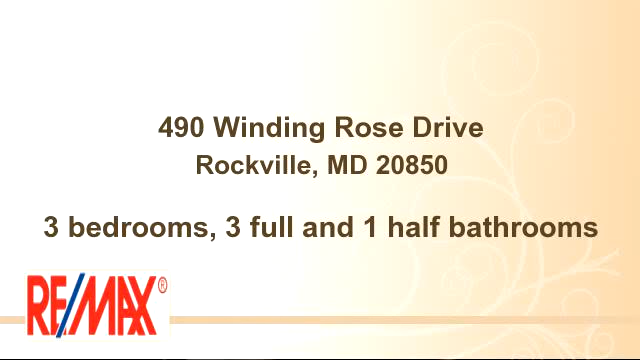 490 Winding Rose Drive
Rockville, MD 20850
3 bedrooms, 3 full and 1 half bathrooms
RE/MAX®